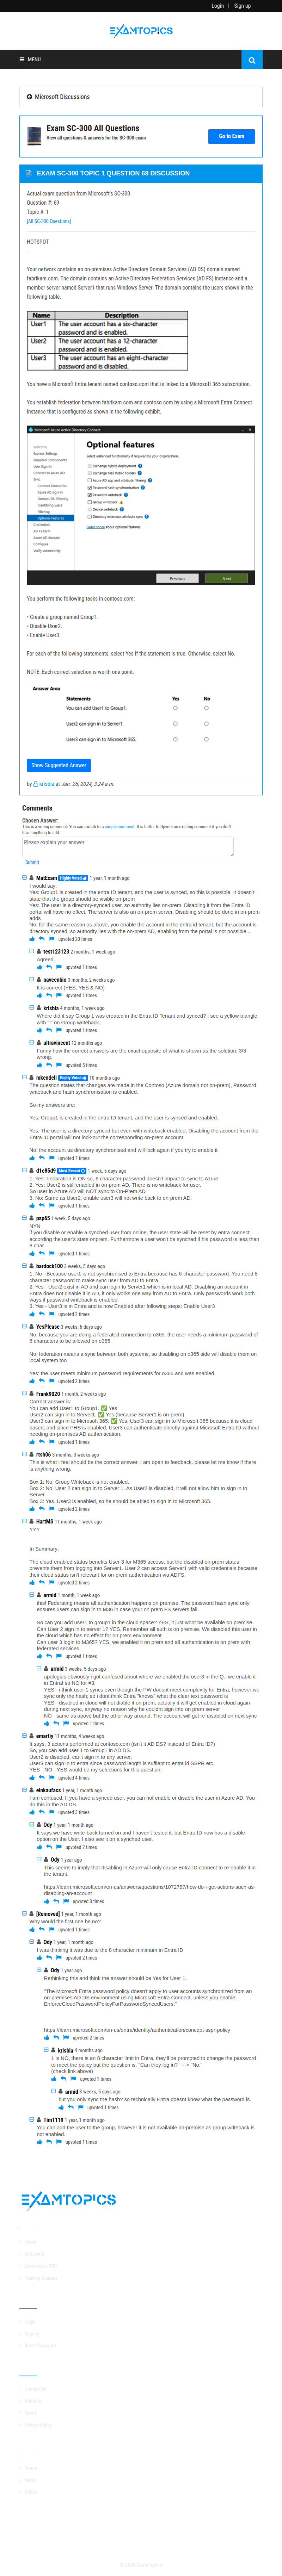 Login | Sign up
EXAMTOPICS
MENU
Microsoft Discussions
Exam SC-300 All Questions
View all questions & answers for the SC-300 exam
Go to Exam
EXAM SC-300 TOPIC 1 QUESTION 69 DISCUSSION
Actual exam question from Microsoft's SC-300
Question #: 69
Topic #: 1
[All SC-300 Questions]
HOTSPOT
-
Your network contains an on-premises Active Directory Domain Services (AD DS) domain named
fabrikam.com. The domain contains an Active Directory Federation Services (AD FS) instance and a
member server named Server1 that runs Windows Server. The domain contains the users shown in the
following table.
Name Description
User1 The user account has a six-character password and is enabled.
User2 The user account has a 12-character password and is enabled.
User3 The user account has an eight-character password and is disabled.
You have a Microsoft Entra tenant named contoso.com that is linked to a Microsoft 365 subscription.
You establish federation between fabrikam.com and contoso.com by using a Microsoft Entra Connect
instance that is configured as shown in the following exhibit.
Microsoft Azure Active Directory Connect
Welcome
Express Settings
Required Components
User Sign-In
Connect to Azure AD
Sync
Connect Directories
Azure AD sign-in
Domain/OU Filtering
Identifying users
Filtering
Optional Features
Credentials
AD FS Farm
Azure AD domain
Configure
Verify connectivity
Optional features
Select enhanced functionality if required by your organization.
Exchange hybrid deployment
Exchange Mail Public Folders
Azure AD app and attribute filtering
Password hash synchronization
Password writeback
Group writeback
Device writeback
Directory extension attribute sync
Learn more about optional features.
Previous
Next
You perform the following tasks in contoso.com:
• Create a group named Group1.
• Disable User2.
• Enable User3.
For each of the following statements, select Yes if the statement is true. Otherwise, select No.
NOTE: Each correct selection is worth one point.
Answer Area
Statements Yes No
You can add User1 to Group1.
User2 can sign in to Server1.
User3 can sign in to Microsoft 365.
Show Suggested Answer
by krisbla at Jan. 26, 2024, 3:24 a.m.
Comments
Chosen Answer:
This is a voting comment. You can switch to a simple comment. It is better to Upvote an existing comment if you don't
have anything to add.
Please explain your answer
Submit
MatExam Highly Voted 1 year, 1 month ago
I would say:
Yes: Group1 is created in the entra ID tenant, and the user is synced, so this is possible. It doesn't
state that the group should be visible on-prem
Yes: The user is a directory-synced user, so authority lies on-prem. Disabling it from the Entra ID
portal will have no effect. The server is also an on-prem object. Disabling should be done in on-prem
adds
No: for the same reason as above, you probably enable the account in the tenant, but the account is
directory synced, so authority lies with the on-prem AD, enabling from the portal is not possible...
upvoted 20 times
test123123 2 months, 1 week ago
Agreed.
upvoted 1 times
naveenbio 3 months, 2 weeks ago
It is correct (YES, YES & NO)
upvoted 1 times
krisbla 4 months, 1 week ago
Where did it say Group 1 was created in the Entra ID Tenant and synced? I see a yellow triangle
with "!" on Group writeback.
upvoted 1 times
ultravincent 12 months ago
Funny how the correct answers are the exact opposite of what is shown as the solution. 3/3
wrong.
upvoted 5 times
mkendell Highly Voted 10 months ago
The question states that changes are made in the Contoso (Azure domain not on-prem), Password
writeback and hash synchronisation is enabled.
So my answers are:
Yes: Group1 is created in the entra ID tenant, and the user is synced and enabled.
Yes: The user is a directory-synced but Even with writeback enabled, Disabling the account from the
Entra ID portal will not lock out the corresponding on-prem account.
No: the account us directory synchronised and will lock again if you try to enable it
upvoted 7 times
d1e85d9 Most Recent 1 week, 5 days ago
1. Yes: Fedaration is ON so, 6 character passowrd doesn't impact to sync to Azure
2. Yes: User2 is still enabled in on-prem AD. There is no writeback to user.
So user in Azure AD will NOT sync to On-Prem AD
3. No: Same as User2, enable user3 will not write back to on prem AD.
upvoted 1 times
psp65 1 week, 5 days ago
NYN
if you disable or enable a synched user from online, the user state will be overwritten by entra
connect using the user's state onprem. Furthermore a user won't be synched if his password is less than
8 char
upvoted 1 times
bardock100 3 weeks, 5 days ago
1. No - Because user1 is not synchronised to Entra because has 6-character password. You need 8-
character password to make sync user from AD to Entra.
2. Yes - User2 exist in AD and can login to Server1, which is in local AD. Disabling an account in
Entra does not disable it in AD, it only works one way from AD to Entra. Only passwords work both
ways if password writeback is enabled.
3. Yes - User3 is in Entra and is now Enabled after following steps: Enable User3
upvoted 2 times
YesPlease 3 weeks, 6 days ago
No: because you are doing a federated connection to o365, the user needs a minimum password of
8 characters to be enabled on o365
No: federation means a sync between both systems, so disabling on o365 side will disable them on
local system too
Yes: the user meets minimum password requirements for o365 and was enabled.
upvoted 2 times
Frank9020 1 month, 2 weeks ago
Correct answer is:
You can add User1 to Group1. ✅ Yes
User2 can sign in to Server1. ✅ Yes (because Server1 is on-prem)
User3 can sign in to Microsoft 365. ✅ Yes, User3 can sign in to Microsoft 365 because it is cloud
based, and since PHS is enabled. User3 can authenticate directly against Microsoft Entra ID without
needing on-premises AD authentication.
upvoted 1 times
rtsh06 3 months, 3 weeks ago
This is what I feel should be the answer. I am open to feedback. please let me know if there is
anything wrong.
Box 1: No. Group Writeback is not enabled.
Box 2: No. User 2 can sign in to Server 1. As User2 is disabled, it will not allow him to log in to
Server.
Box 3: Yes, User3 is enabled, so he should be abled to sign in to Microsoft 365.
upvoted 2 times
HartMS 11 months, 1 week ago
YYY
In Summary:
The cloud-enabled status benefits User 3 for M365 access, but the disabled on-premises status
prevents them from logging into Server1. User 2 can access Server1 with valid credentials because
their cloud status isn't relevant for on-prem authentication via ADFS.
upvoted 2 times
armid 1 month, 1 week ago
this! Federating means all authentication happens on premise. The password hash sync only
insures users can sign in to M36 in case your on prem FS servers fail.
So can you add user1 to group1 in the cloud space? YES, it just wont be available on premise
Can User 2 sign in to server 1? YES. Remember all auth is on premise. We disabled this user in
the cloud which has no effect for on prem environment
Can user 3 login to M365? YES, we enabled it on prem and all authentication is on prem with
federated services.
upvoted 1 times
armid 3 weeks, 5 days ago
apologies obviously i got confused about where we enabled the user3 in the Q.. we enable it
in Entra! so NO for #3.
YES - i think user 1 syncs even though the PW doesnt meet complexity for Entra, however we
sync only the hash; so i dont think Entra "knows" what the clear text password is
YES - disabled in cloud will not disable it on prem, actually it will get re-enabled in cloud again
during next sync, anyway no reason why he couldnt sign into on prem server
NO - same as above but the other way around. The account will get re-disabled on next sync
upvoted 1 times
emartiy 11 months, 4 weeks ago
It says, 3 actions performed at contoso.com (isn't it AD DS? instead of Entra ID?)
So, you can add user 1 to Group1 in AD DS.
User2 is disabled, can't sign in to any server.
User3 can sign in to entra since password length is suffient to entra id SSPR etc.
YES - NO - YES would be my selections for this question.
upvoted 4 times
einkaufacs 1 year, 1 month ago
I am confused. If you have a synced user, you can not enable or disable the user in Azure AD. You
do this in the AD DS.
upvoted 3 times
Ody 1 year, 1 month ago
It says we have write-back turned on and I haven't tested it, but Entra ID now has a disable
option on the User. I also see it on a synched user.
upvoted 2 times
Ody 1 year ago
This seems to imply that disabling in Azure will only cause Entra ID connect to re-enable it in
the tenant.
https://learn.microsoft.com/en-us/answers/questions/1072787/how-do-i-get-actions-such-as-
disabling-an-account
upvoted 3 times
[Removed] 1 year, 1 month ago
Why would the first one be no?
upvoted 1 times
Ody 1 year, 1 month ago
I was thinking it was due to the 8 character minimum in Entra ID
upvoted 2 times
Ody 1 year ago
Rethinking this and think the answer should be Yes for User 1.
"The Microsoft Entra password policy doesn't apply to user accounts synchronized from an
on-premises AD DS environment using Microsoft Entra Connect, unless you enable
EnforceCloudPasswordPolicyForPasswordSyncedUsers."
https://learn.microsoft.com/en-us/entra/identity/authentication/concept-sspr-policy
upvoted 2 times
krisbla 4 months ago
1 is NO, there is an 8 character limit in Entra, they'll be prompted to change the password
to meet the policy but the question is, "Can they log in?" ---> "No."
(check link above)
upvoted 1 times
armid 3 weeks, 5 days ago
but you only sync the hash? so technically Entra doesnt know what the password is.
upvoted 1 times
Tim1119 1 year, 1 month ago
You can add the user to the group, however it is not available on-premise as group writeback is
not enabled.
upvoted 1 times
EXAMTOPICS